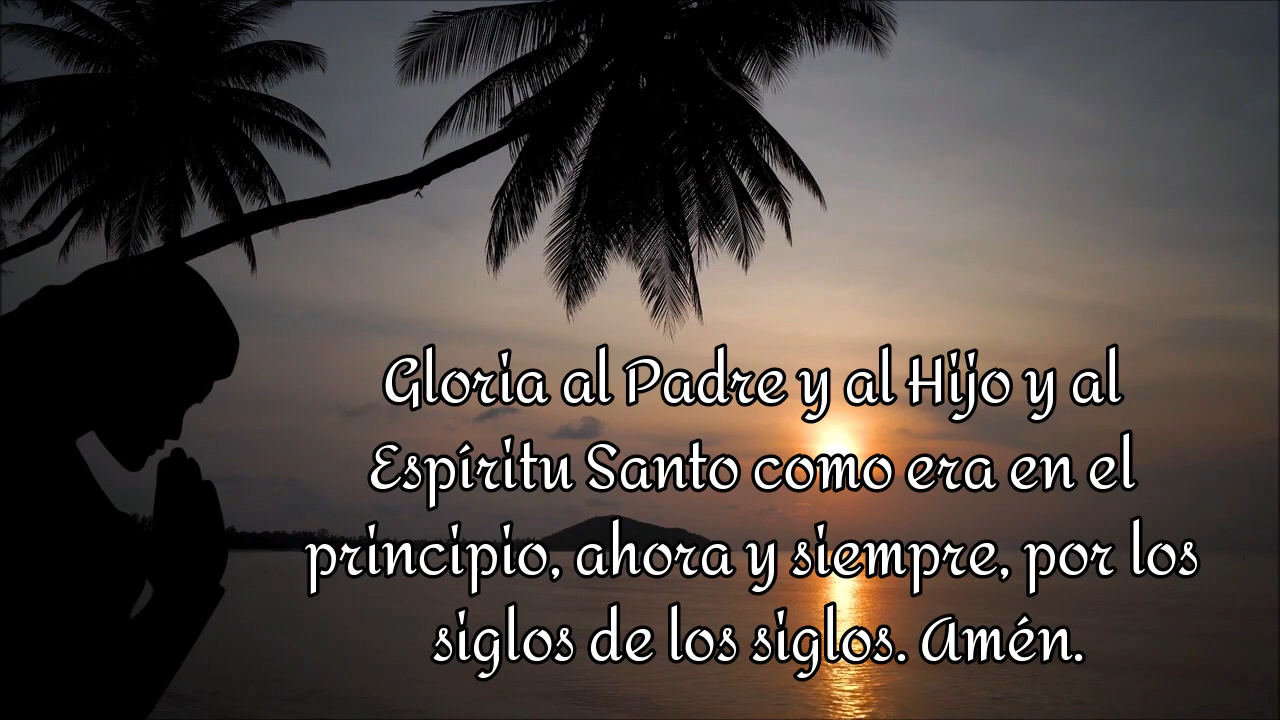 Gloria al Padre y al Hijo y al
Espíritu Santo como era en el
principio, ahora y siempre, por los
siglos de los siglos. Amén.